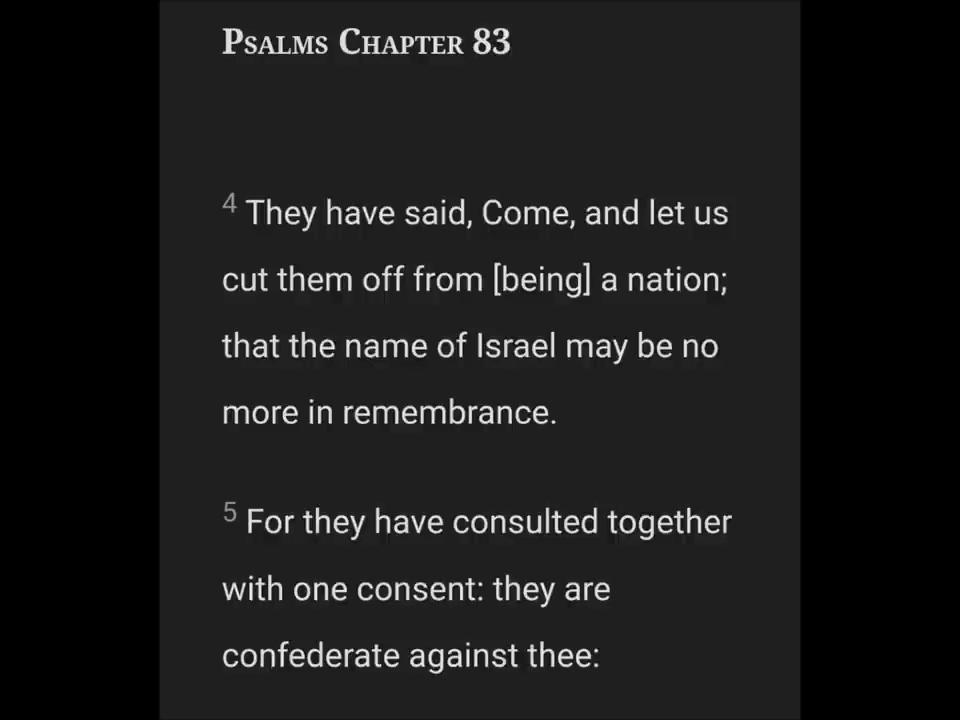 Psalms Chapter 83
4 They have said, Come, and let us
cut them off from [being] a nation;
that the name of Israel may be no
more in remembrance.
5 For they have consulted together
with one consent: they are
confederate against thee: